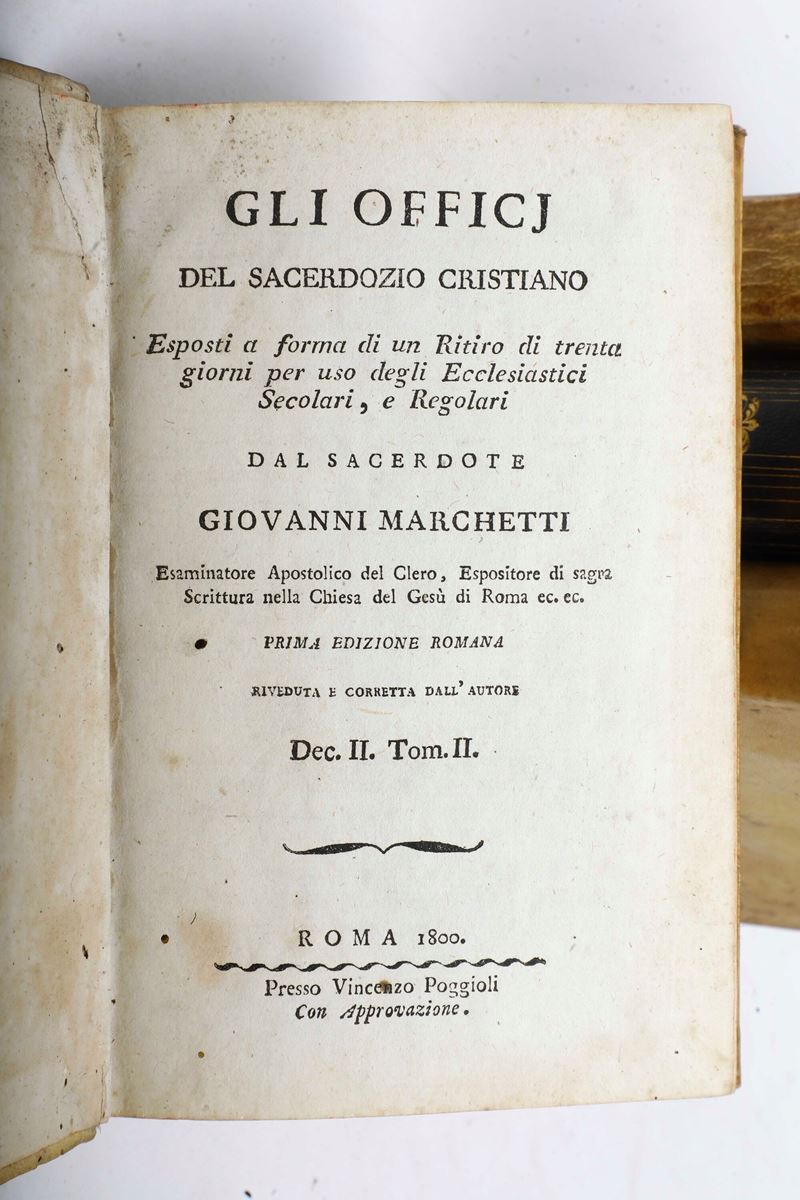 GLI OFFICJ
DEL SACERDOZIO CRISTIANO
Esposti a forma di un Ritiro di trenta
giorni per uso degli Ecclesiastici
Secolari, e Regolari
DAL SACERDOTE
GIOVANNI MARCHETTI
Esaminatore Apostolico del Clero, Espositore di sagra
Scrittura nella Chiesa del Gesù di Roma ec. ec.
PRIMA EDIZIONE ROMANA
RIVEDUTA E CORRETTA DALL' AUTORE
Dec. II. Tom. II.
ROMA 1800.
Presso Vincenzo Poggioli
Con Approvazione.